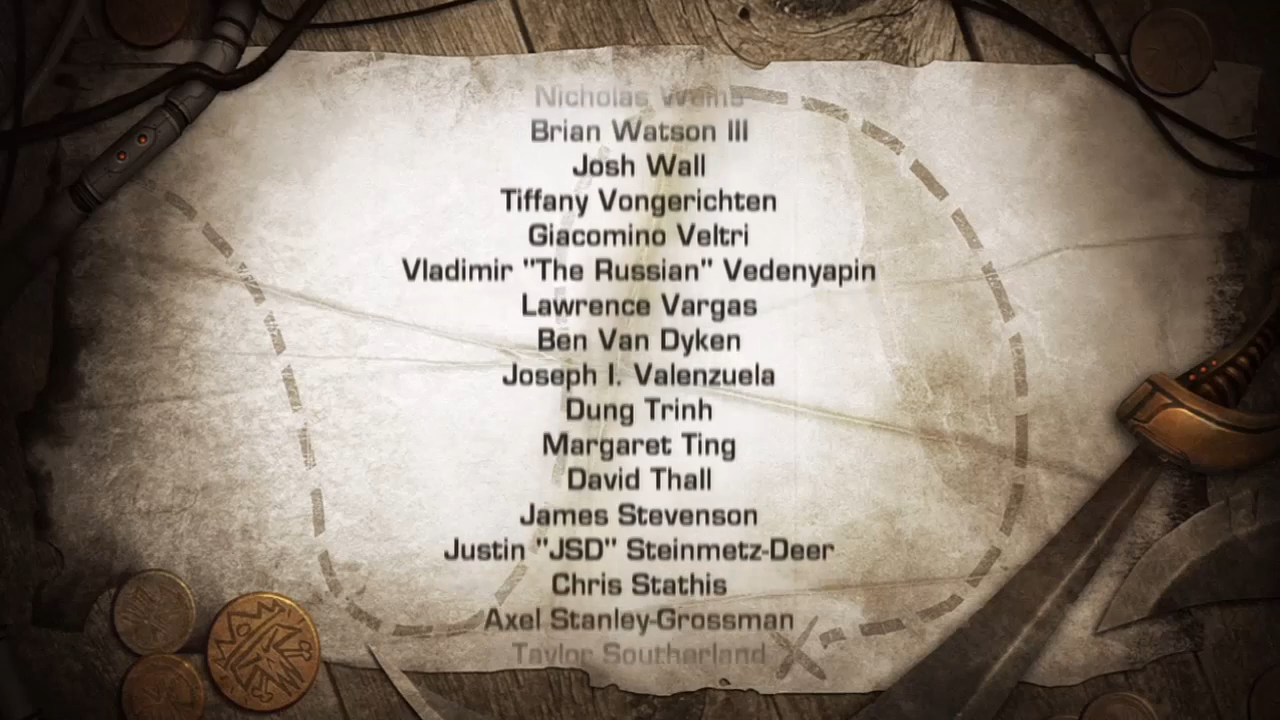 Nicholas
Brian Watson III
Josh Wall
Tiffany Vongerichten
Giacomino Veltri
Vladimir "The Russian" Vedenyapin
Lawrence Vargas
Ben Van Dyken
Joseph I. Valenzuela
Dung Trinh
Margaret Ting
David Thall
James Stevenson
Justin "JSD" Steinmetz-Deer
Chris Stathis
Axel Stanley-Grossman
Taylor Southerland